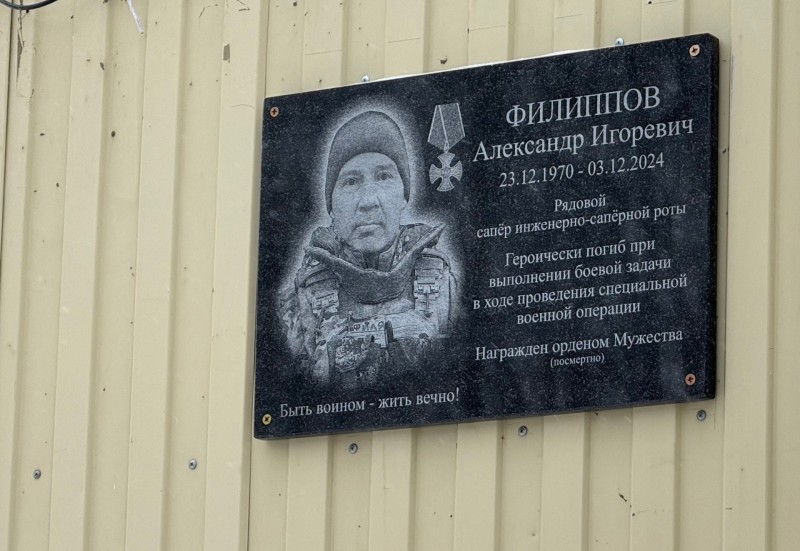 ФИЛИППОВ
Александр Игоревич
23.12.1970 - 03.12.2024
Рядовой
сапёр инженерно-сапёрной роты
Героически погиб при
выполнении боевой задачи
в ходе проведения специальной
военной операции
Награжден орденом Мужества
(посмертно)
Быть воином - жить вечно!